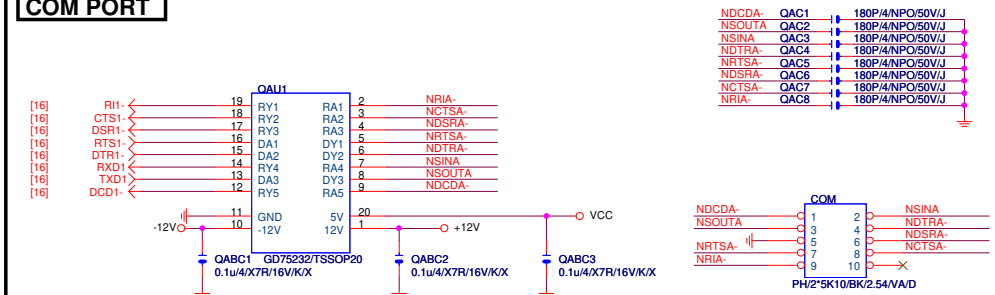 COM PORT
NDCDA- QAC1 180P/4/NPO/50V/J
NSOUTA QAC2 180P/4/NPO/50V/J
NSINA QAC3 180P/4/NPO/50V/J
NDTRA- QAC4 180P/4/NPO/50V/J
NRTSA- QAC5 180P/4/NPO/50V/J
NDSRA- QAC6 180P/4/NPO/50V/J
NCTSA- QAC7 180P/4/NPO/50V/J
NRIA- QAC8 180P/4/NPO/50V/J
QAU1
[16] RI1- 19 RY1 RA1 2 NRIA-
[16] CTS1- 18 RY2 RA2 3 NCTSA-
[16] DSR1- 17 RY3 RA3 4 NDSRA-
[16] RTS1- 16 DA1 DY1 5 NRTSA-
[16] DTR1- 15 DA2 DY2 6 NDTRA-
[16] RXD1 14 RY4 RA4 7 NSINA
[16] TXD1 13 DA3 DY3 8 NSOUTA
[16] DCD1- 12 RY5 RA5 9 NDCDA-
11 GND 5V 20 VCC
-12V 10 -12V 12V 1 +12V
GD75232/TSSOP20
QABC1 0.1u/4/X7R/16V/K/X
QABC2 0.1u/4/X7R/16V/K/X
QABC3 0.1u/4/X7R/16V/K/X
COM
NDCDA- 1 2 NSINA
NSOUTA 3 4 NDTRA-
5 6 NDSRA-
NRTSA- 7 8 NCTSA-
NRIA- 9 10
PH/2*5K10/BK/2.54/VA/D